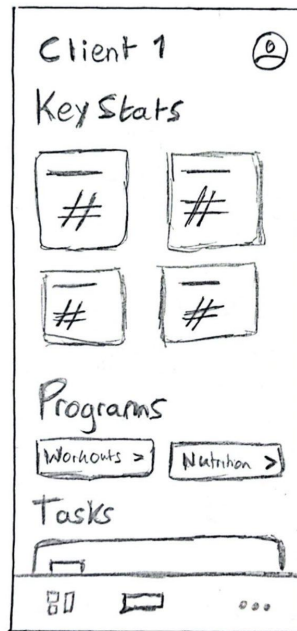 Client 1
Key Stats
#
#
#
#
Programs
Workouts >
Nutrition >
Tasks